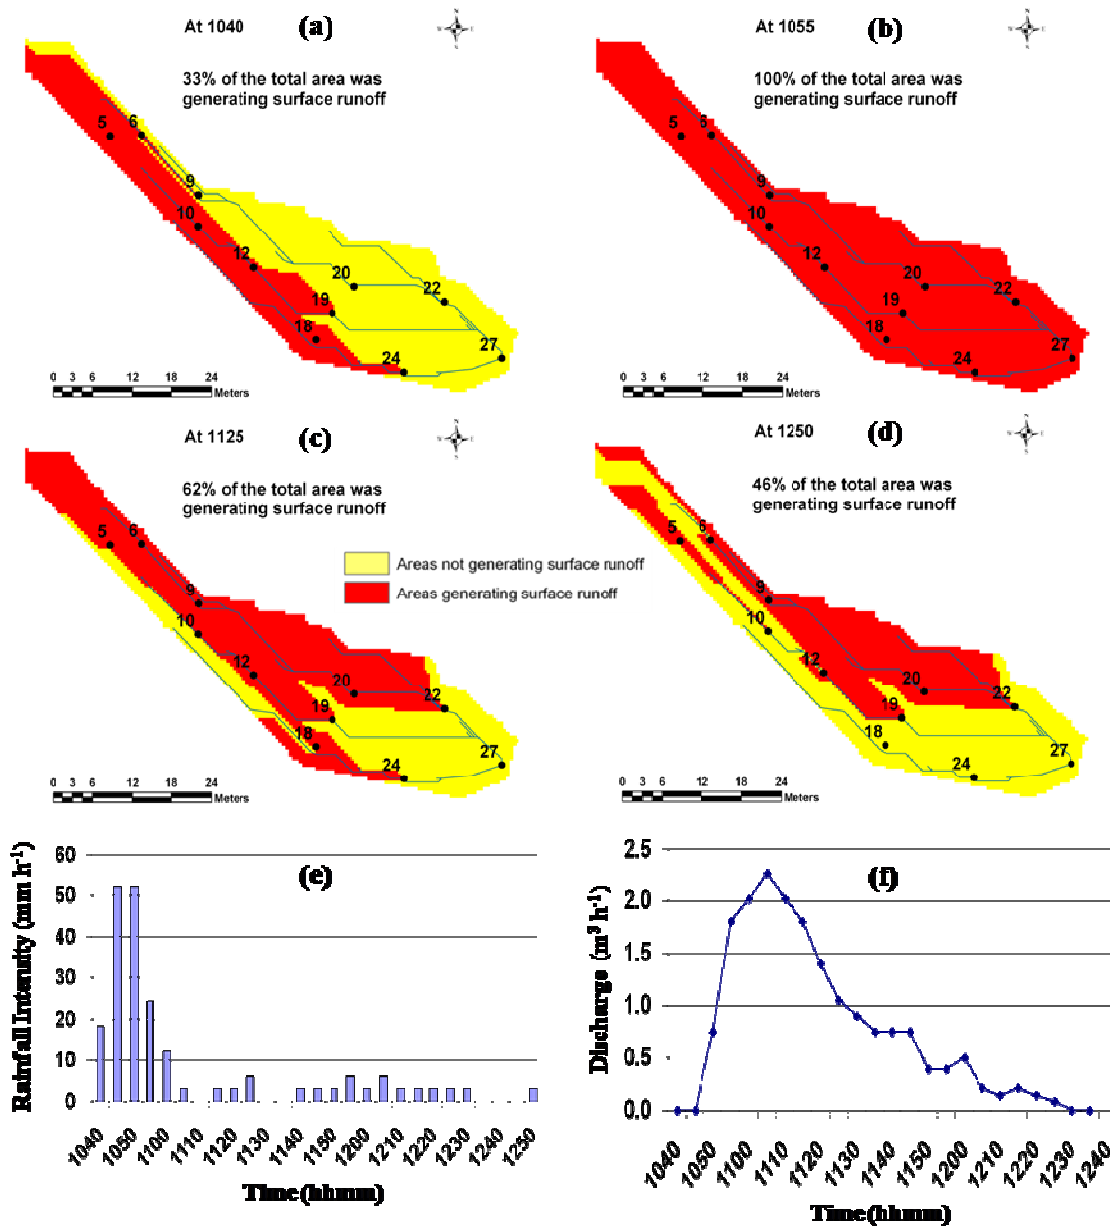 At 1040
(a)
33% of the total area was
generating surface runoff
5
6
9
10
12
20
22
19
18
24
27
0 3 6 12 18 24
Meters
At 1055
(b)
100% of the total area was
generating surface runoff
5
6
9
10
12
20
22
19
18
24
27
0 3 6 12 18 24
Meters
At 1125
(c)
62% of the total area was
generating surface runoff
5
6
9
10
12
20
22
19
18
24
27
0 3 6 12 18 24
Meters
Areas not generating surface runoff
Areas generating surface runoff
At 1250
(d)
46% of the total area was
generating surface runoff
5
6
9
10
12
20
22
19
18
24
27
0 3 6 12 18 24
Meters
(e)
Rainfall Intenuity (mm h-1)
60
50
40
30
20
10
0
1040 1050 1100 1110 1120 1130 1140 1150 1200 1210 1220 1230 1240 1250
Time (hhmm)
(f)
Discharge (m3 h-1)
2.5
2.0
1.5
1.0
0.5
0.0
1040 1050 1100 1110 1120 1130 1140 1150 1200 1210 1220 1230 1240
Time (hhmm)